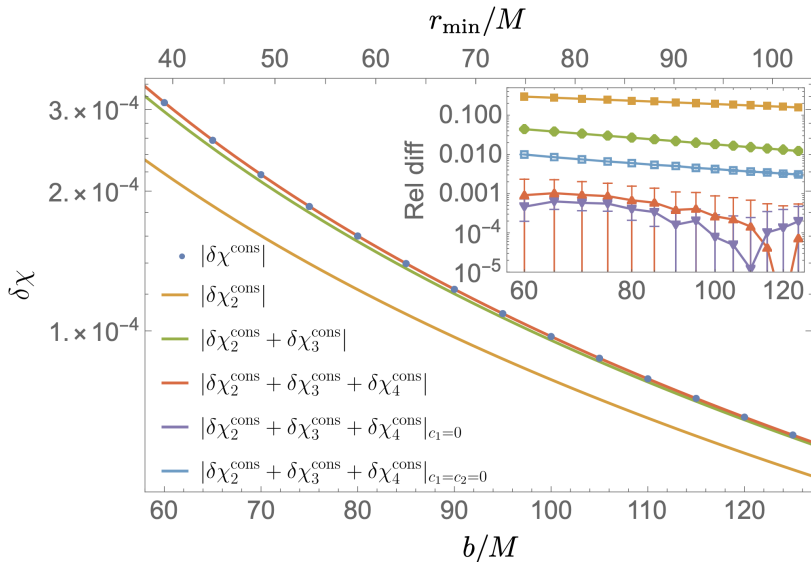 r_min/M
40 50 60 70 80 90 100
δχ
3. × 10^-4
2. × 10^-4
1. × 10^-4
|δχ^cons|
|δχ_2^cons|
|δχ_2^cons + δχ_3^cons|
|δχ_2^cons + δχ_3^cons + δχ_4^cons|
|δχ_2^cons + δχ_3^cons + δχ_4^cons|_{c_1=0}
|δχ_2^cons + δχ_3^cons + δχ_4^cons|_{c_1=c_2=0}
Rel diff
0.100
0.010
0.001
10^-4
10^-5
60 80 100 120
60 70 80 90 100 110 120
b/M